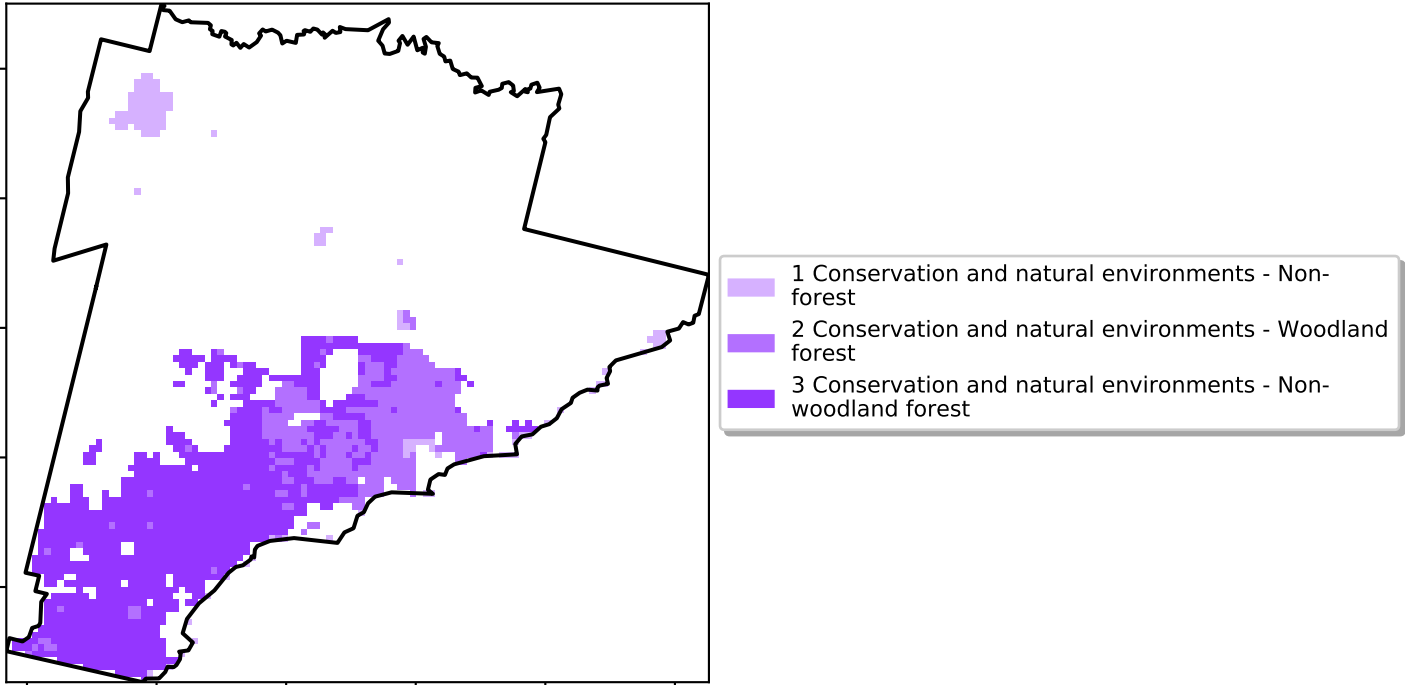 1 Conservation and natural environments - Non-
forest
2 Conservation and natural environments - Woodland
forest
3 Conservation and natural environments - Non-
woodland forest